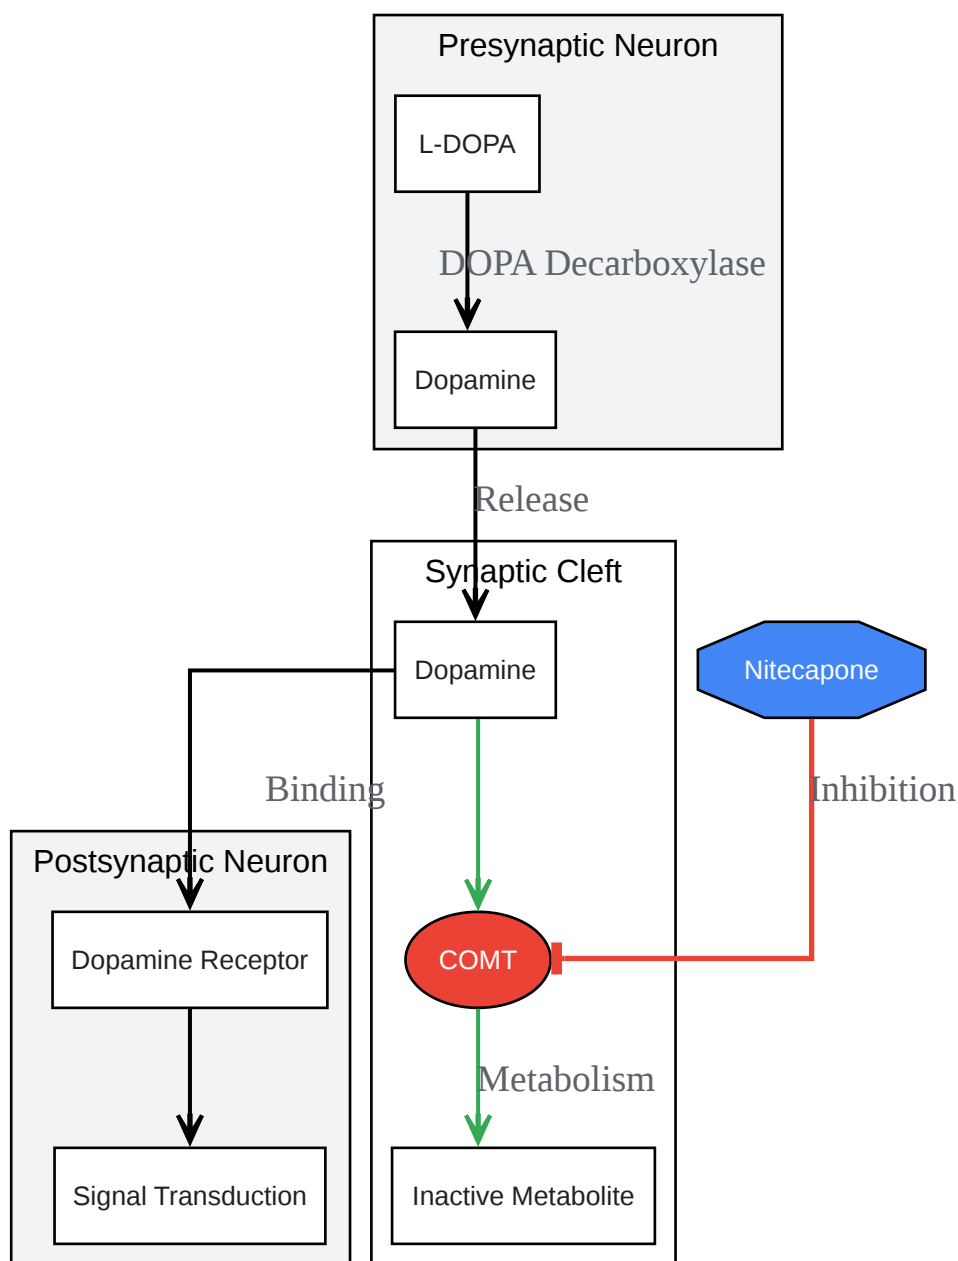 Presynaptic Neuron
L-DOPA
DOPA Decarboxylase
Dopamine
Release
Synaptic Cleft
Dopamine
Nitecapone
Binding
Inhibition
Postsynaptic Neuron
Dopamine Receptor
COMT
Metabolism
Signal Transduction
Inactive Metabolite